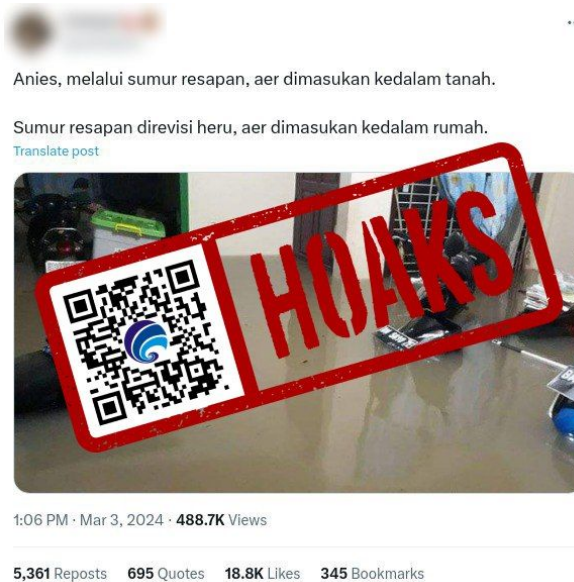 Anies, melalui sumur resapan, aer dimasukan kedalam tanah.
Sumur resapan direvisi heru, aer dimasukan kedalam rumah.
Translate post
HOAKS
1:06 PM · Mar 3, 2024 · 488.7K Views
5,361 Reposts 695 Quotes 18.8K Likes 345 Bookmarks